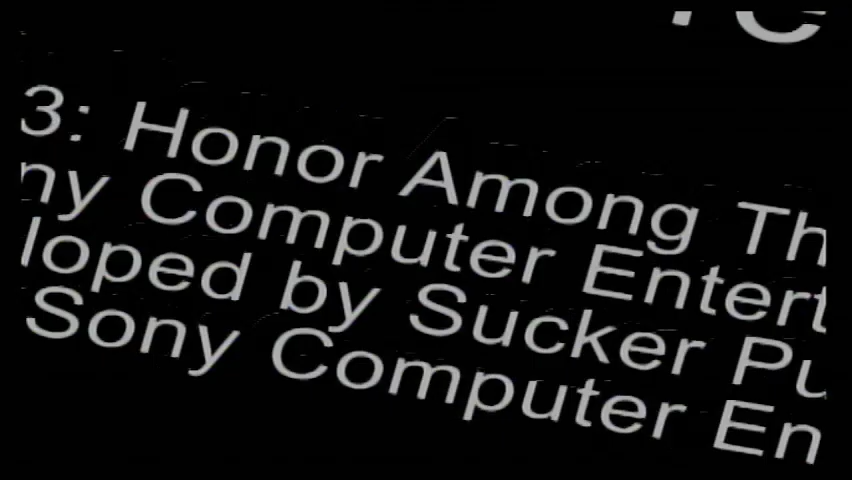 3: Honor Among Th
ny Computer Entert
loped by Sucker Pu
Sony Computer En